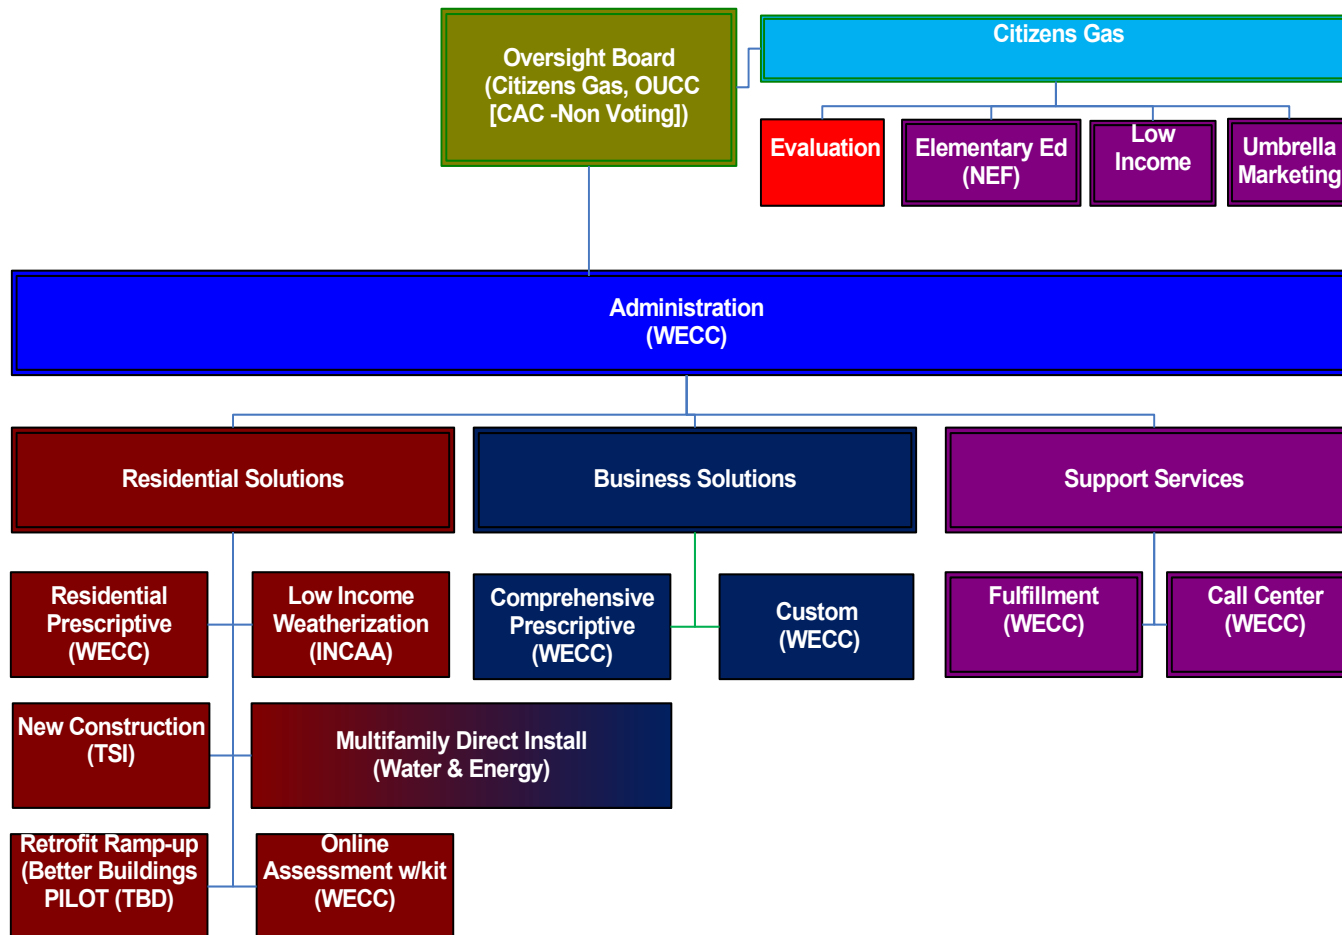 Oversight Board
(Citizens Gas, OUCC
[CAC -Non Voting])
Citizens Gas
Evaluation
Elementary Ed
(NEF)
Low
Income
Umbrella
Marketing
Administration
(WECC)
Residential Solutions
Business Solutions
Support Services
Residential
Prescriptive
(WECC)
Low Income
Weatherization
(INCAA)
Comprehensive
Prescriptive
(WECC)
Custom
(WECC)
Fulfillment
(WECC)
Call Center
(WECC)
New Construction
(TSI)
Multifamily Direct Install
(Water & Energy)
Retrofit Ramp-up
(Better Buildings
PILOT (TBD)
Online
Assessment w/kit
(WECC)